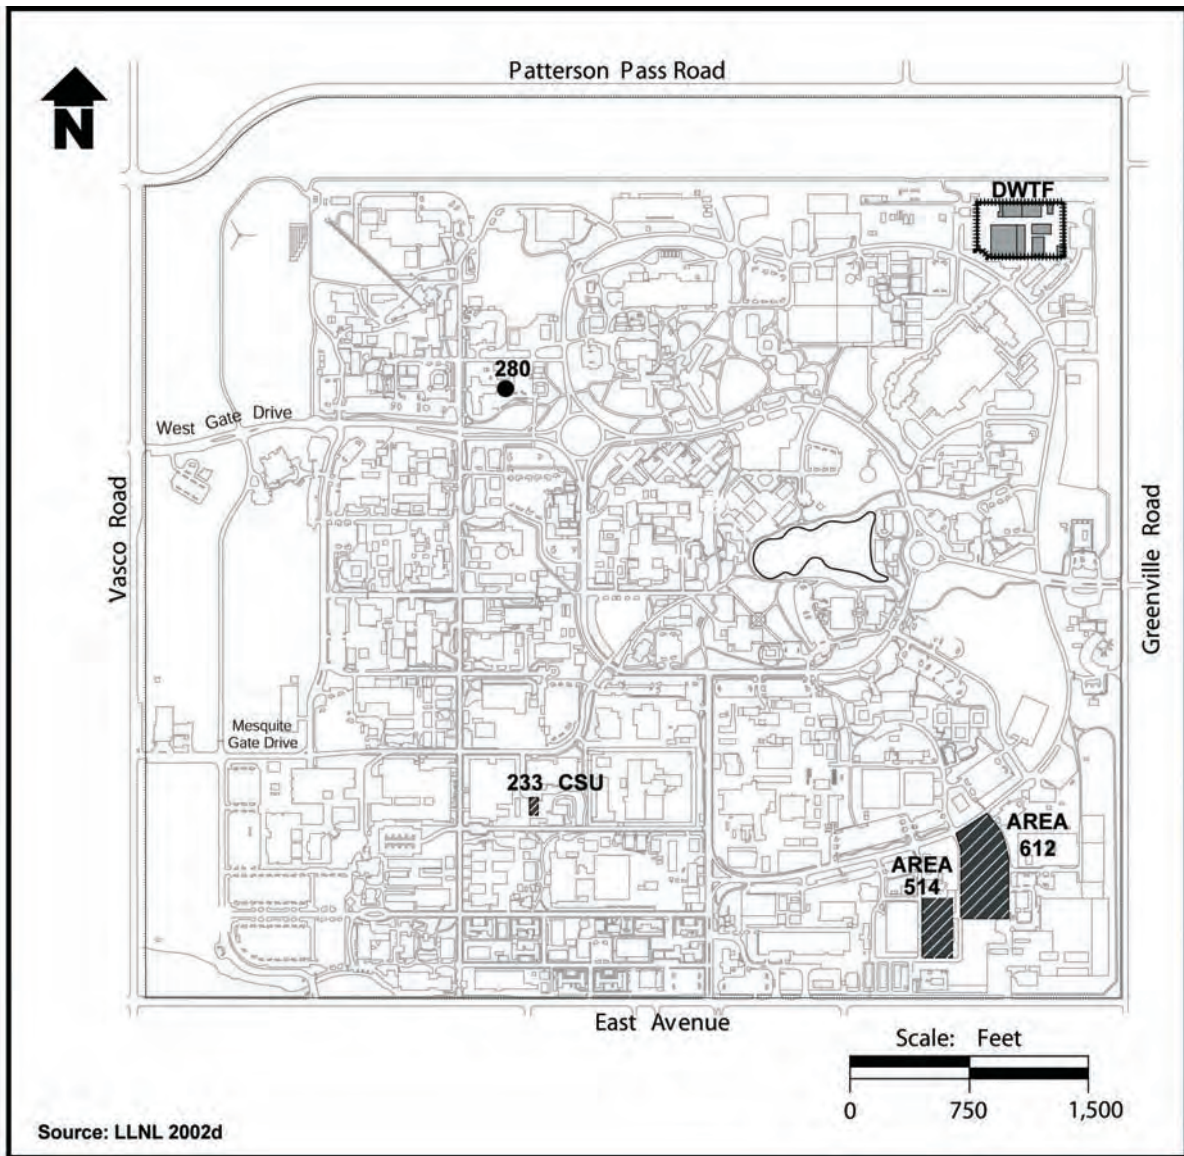 Patterson Pass Road
N
DWTF
280
West Gate Drive
Vasco Road
Greenville Road
Mesquite
Gate Drive
233 CSU
AREA
612
AREA
514
East Avenue
Scale: Feet
0 750 1,500
Source: LLNL 2002d